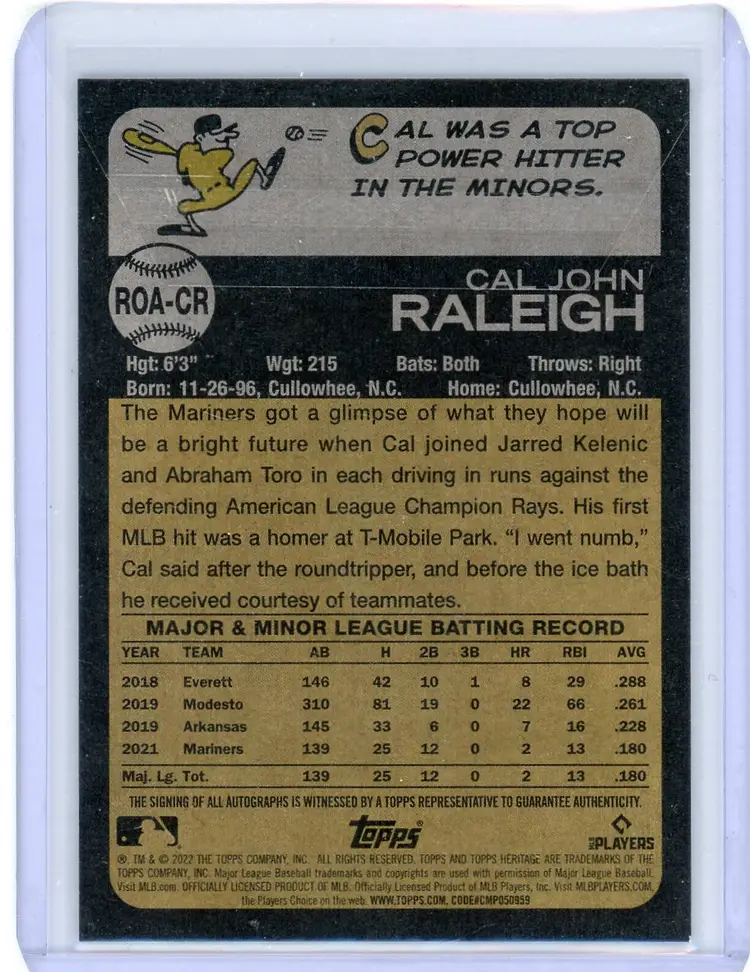 CAL WAS A TOP
POWER HITTER
IN THE MINORS.
ROA-CR
CAL JOHN
RALEIGH
Hgt: 6'3" Wgt: 215 Bats: Both Throws: Right
Born: 11-26-96, Cullowhee, N.C. Home: Cullowhee, N.C.
The Mariners got a glimpse of what they hope will
be a bright future when Cal joined Jarred Kelenic
and Abraham Toro in each driving in runs against the
defending American League Champion Rays. His first
MLB hit was a homer at T-Mobile Park. “I went numb,”
Cal said after the roundtripper, and before the ice bath
he received courtesy of teammates.
MAJOR & MINOR LEAGUE BATTING RECORD
YEAR TEAM AB H 2B 3B HR RBI AVG
2018 Everett 146 42 10 1 8 29 .288
2019 Modesto 310 81 19 0 22 66 .261
2019 Arkansas 145 33 6 0 7 16 .228
2021 Mariners 139 25 12 0 2 13 .180
Maj. Lg. Tot. 139 25 12 0 2 13 .180
THE SIGNING OF ALL AUTOGRAPHS IS WITNESSED BY A TOPPS REPRESENTATIVE TO GUARANTEE AUTHENTICITY.
Topps®
MLB PLAYERS
®, TM & © 2022 THE TOPPS COMPANY, INC. ALL RIGHTS RESERVED. TOPPS AND TOPPS HERITAGE ARE TRADEMARKS OF THE
TOPPS COMPANY, INC. Major League Baseball trademarks and copyrights are used with permission of Major League Baseball.
Visit MLB.com. OFFICIALLY LICENSED PRODUCT OF MLB. Officially Licensed Product of MLB Players, Inc. Visit MLBPLAYERS.COM,
the Players Choice on the web. WWW.TOPPS.COM. CODE#CMP050959